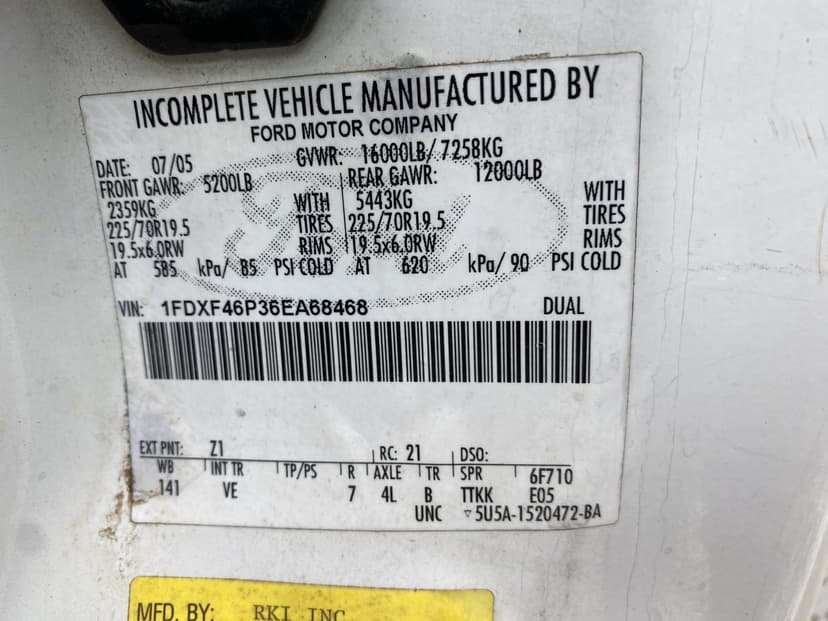 INCOMPLETE VEHICLE MANUFACTURED BY
FORD MOTOR COMPANY
DATE: 07/05 GVWR: 16000LB/7258KG
FRONT GAWR: 5200LB REAR GAWR: 12000LB
2359KG WITH 5443KG WITH
225/70R19.5 TIRES 225/70R19.5 TIRES
19.5x6.0RW RIMS 19.5x6.0RW RIMS
AT 585 kPa/ 85 PSI COLD AT 620 kPa/ 90 PSI COLD
VIN: 1FDXF46P36EA68468 DUAL
EXT PNT: Z1 RC: 21 DSO:
WB INT TR TP/PS R AXLE TR SPR 6F710
141 VE 7 4L B TTKK E05
UNC ▽5U5A-1520472-BA
MFD. BY: RKI INC